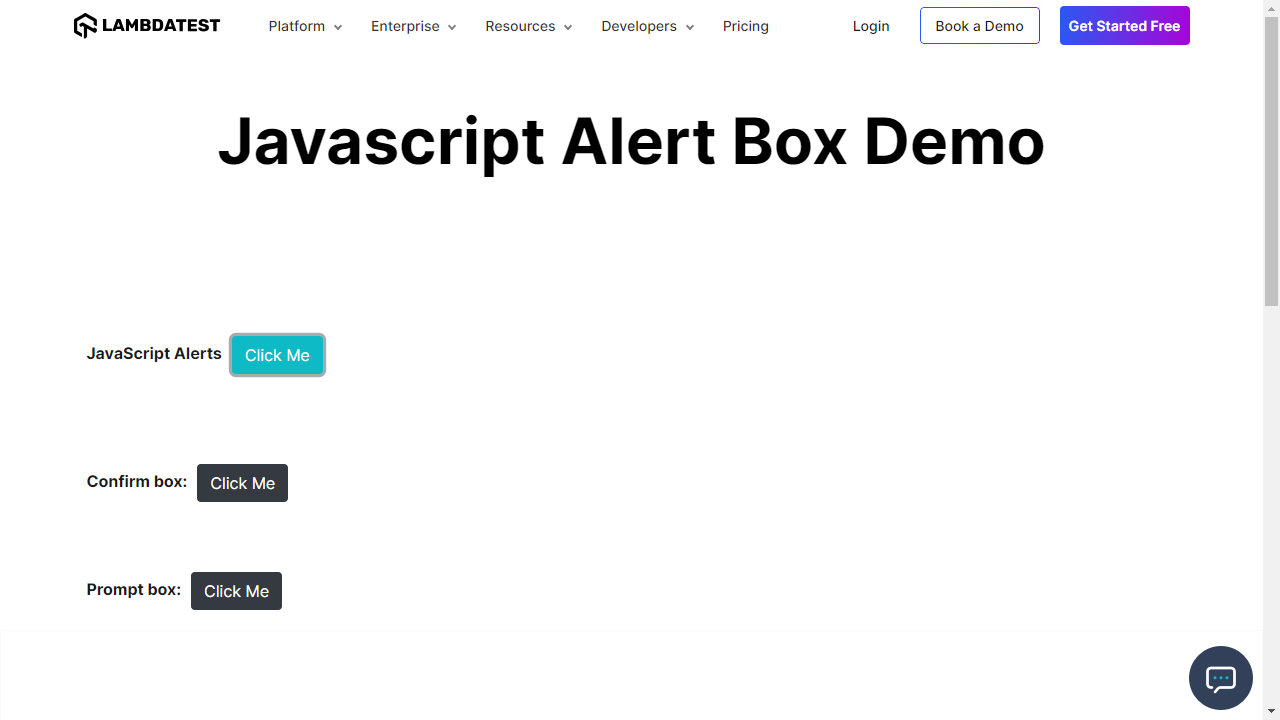 LAMBDATEST Platform Enterprise Resources Developers Pricing Login Book a Demo Get Started Free
Javascript Alert Box Demo
JavaScript Alerts Click Me
Confirm box: Click Me
Prompt box: Click Me